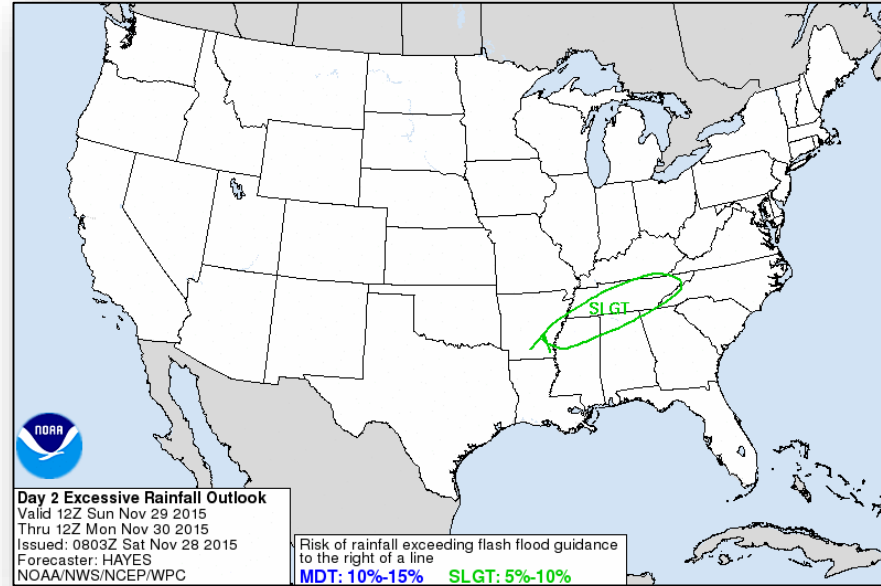 SLGT
NOAA
Day 2 Excessive Rainfall Outlook
Valid 12Z Sun Nov 29 2015
Thru 12Z Mon Nov 30 2015
Issued: 0803Z Sat Nov 28 2015
Forecaster: HAYES
NOAA/NWS/NCEP/WPC
Risk of rainfall exceeding flash flood guidance
to the right of a line
MDT: 10%-15% SLGT: 5%-10%